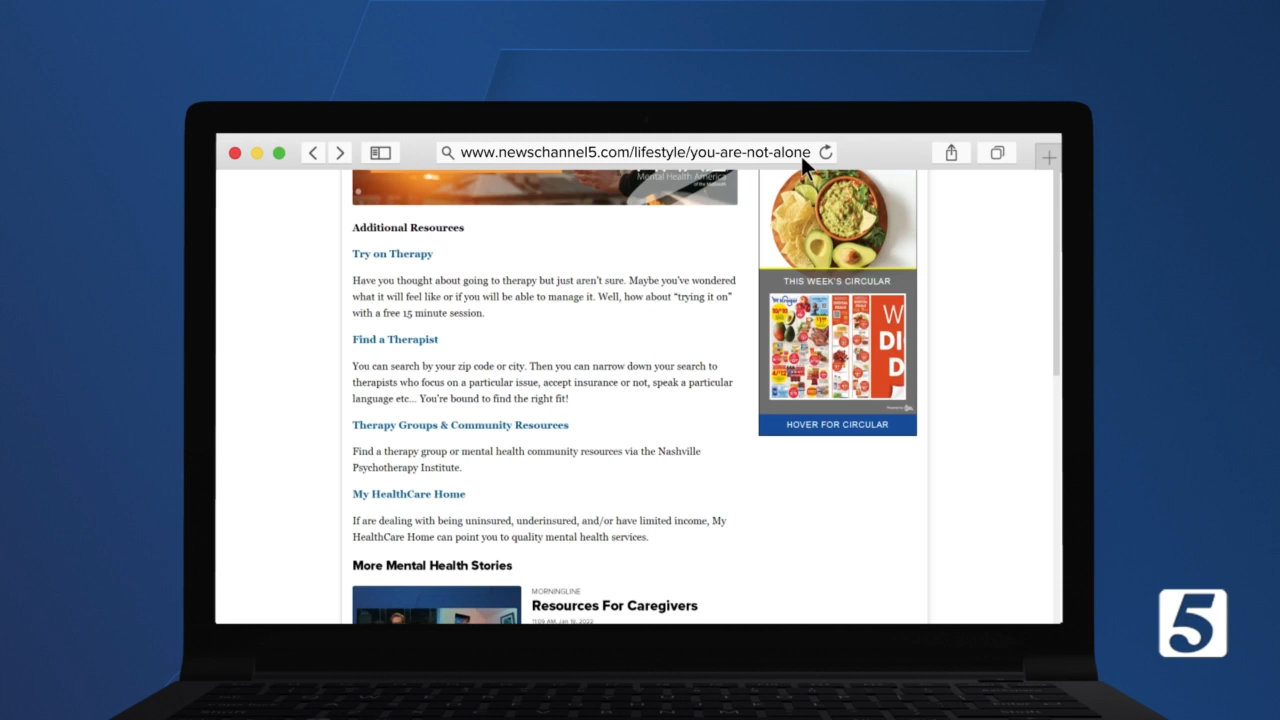 www.newschannel5.com/lifestyle/you-are-not-alone
Mental Health America
Additional Resources
Try on Therapy
Have you thought about going to therapy but just aren't sure. Maybe you've wondered
what it will feel like or if you will be able to manage it. Well, how about “trying it on”
with a free 15 minute session.
Find a Therapist
You can search by your zip code or city. Then you can narrow down your search to
therapists who focus on a particular issue, accept insurance or not, speak a particular
language etc... You're bound to find the right fit!
Therapy Groups & Community Resources
Find a therapy group or mental health community resources via the Nashville
Psychotherapy Institute.
My HealthCare Home
If are dealing with being uninsured, underinsured, and/or have limited income, My
HealthCare Home can point you to quality mental health services.
More Mental Health Stories
MORNINGLINE
Resources For Caregivers
THIS WEEK'S CIRCULAR
W
DI
D
HOVER FOR CIRCULAR
5